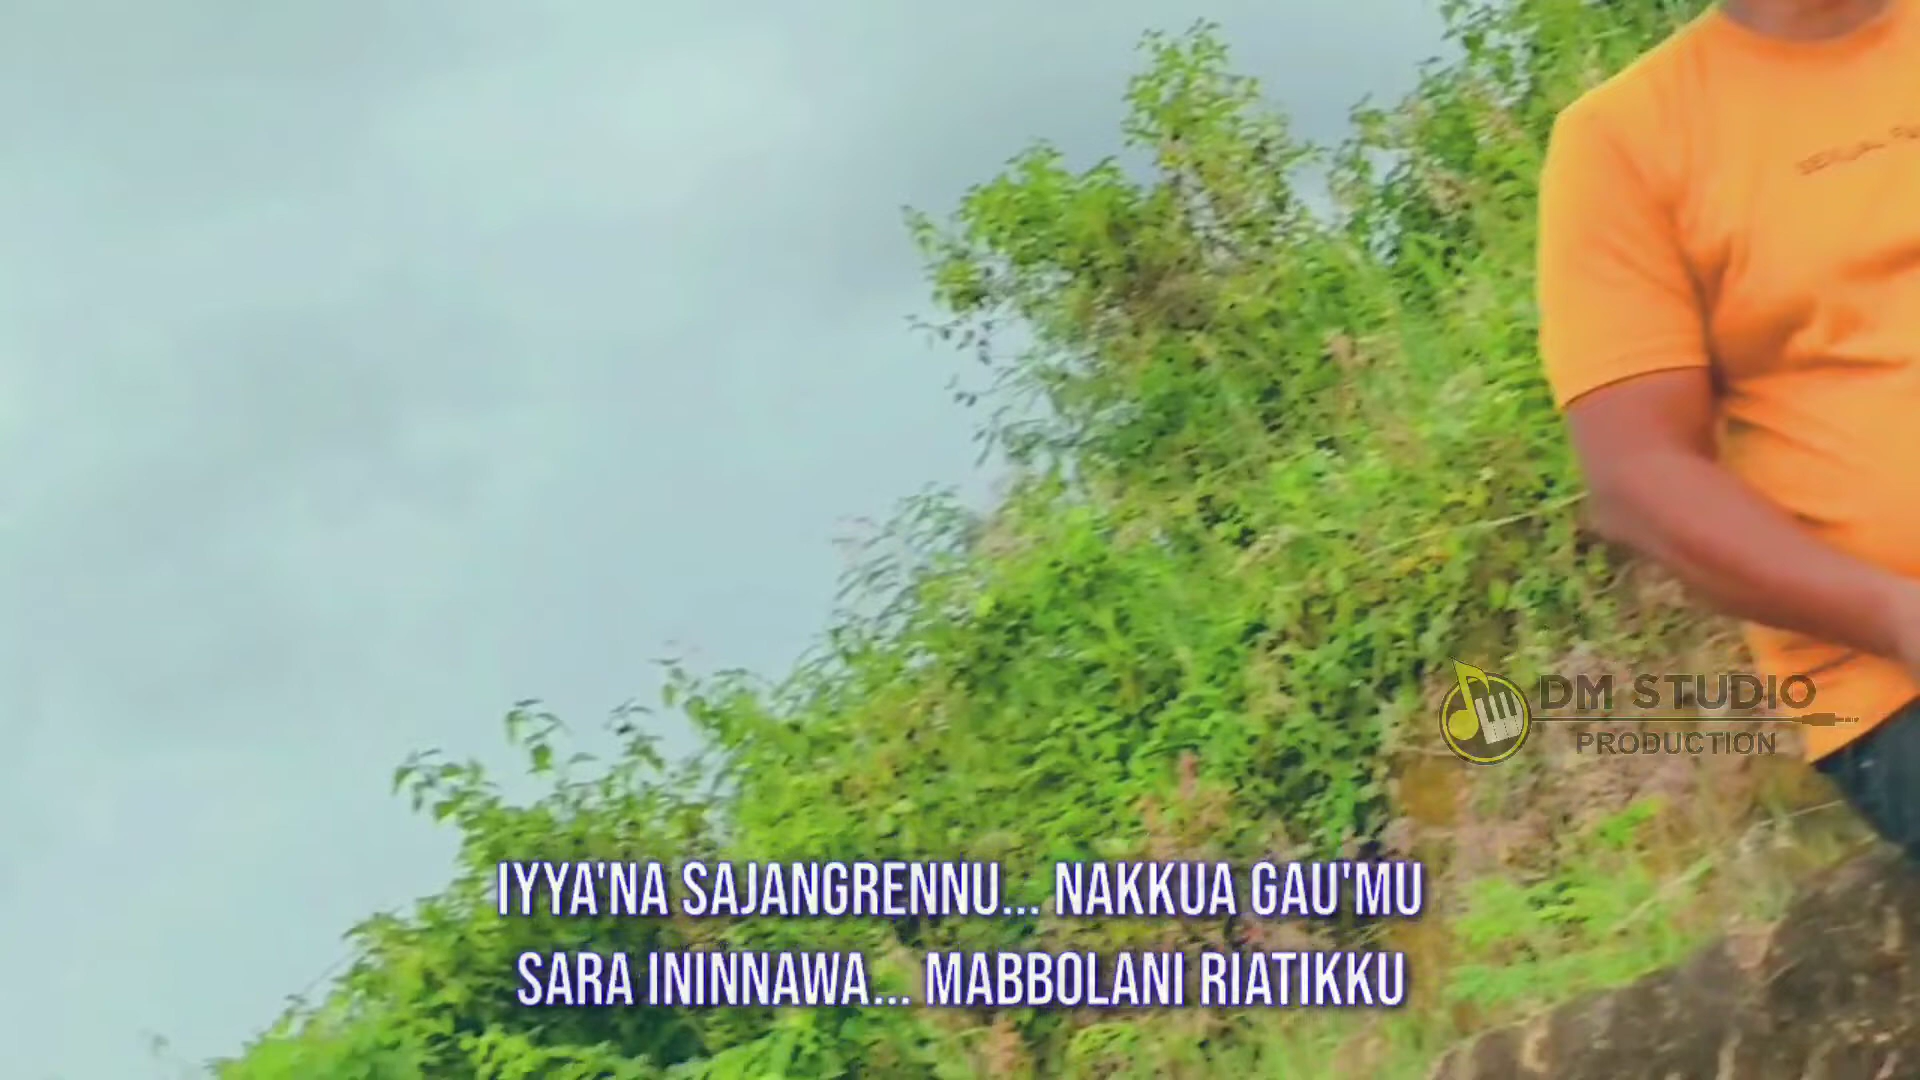 DM STUDIO
PRODUCTION
IYYA'NA SAJANGRENNU... NAKKUA GAU'MU
SARA ININNAWA... MABBOLANI RIATIKKU